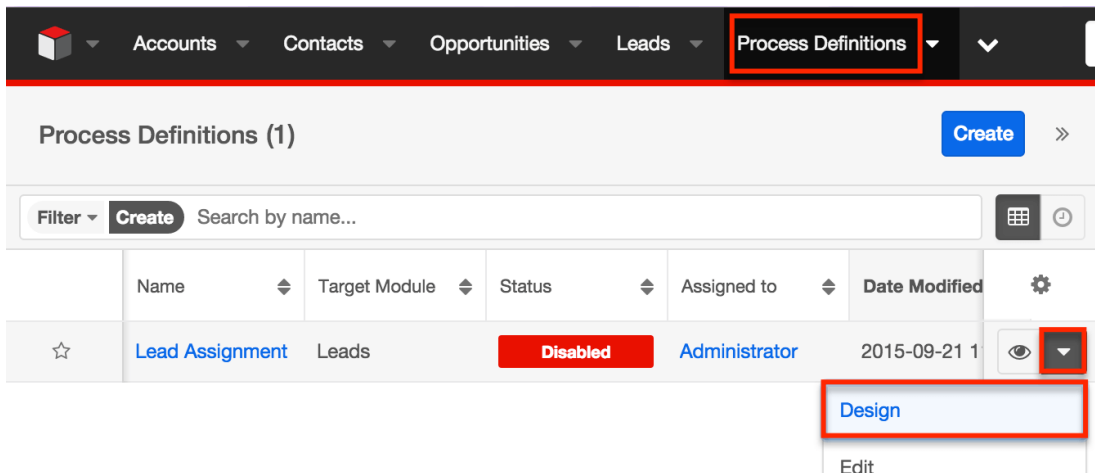 Accounts Contacts Opportunities Leads Process Definitions
Process Definitions (1)
Create
Filter Create Search by name...
Name Target Module Status Assigned to Date Modified
Lead Assignment Leads Disabled Administrator 2015-09-21
Design
Edit